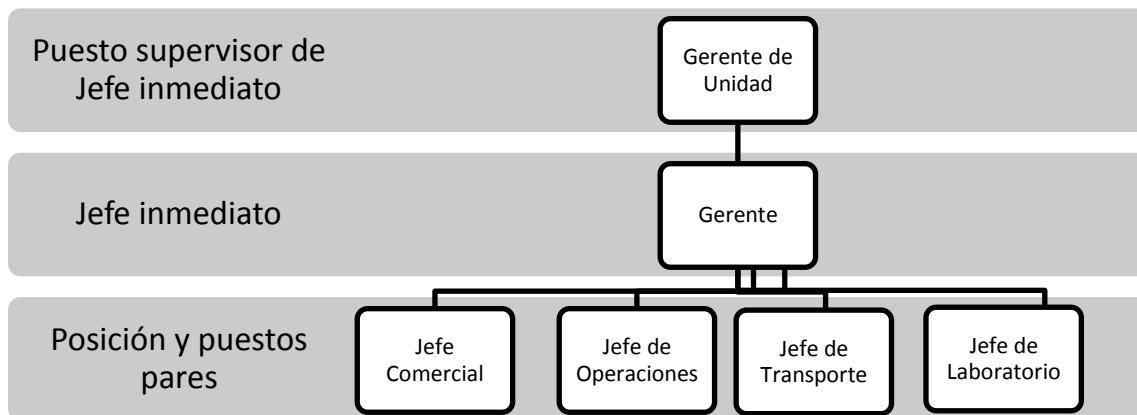 Puesto supervisor de
Jefe inmediato
Gerente de
Unidad
Jefe inmediato
Gerente
Posición y puestos
pares
Jefe
Comercial
Jefe de
Operaciones
Jefe de
Transporte
Jefe de
Laboratorio